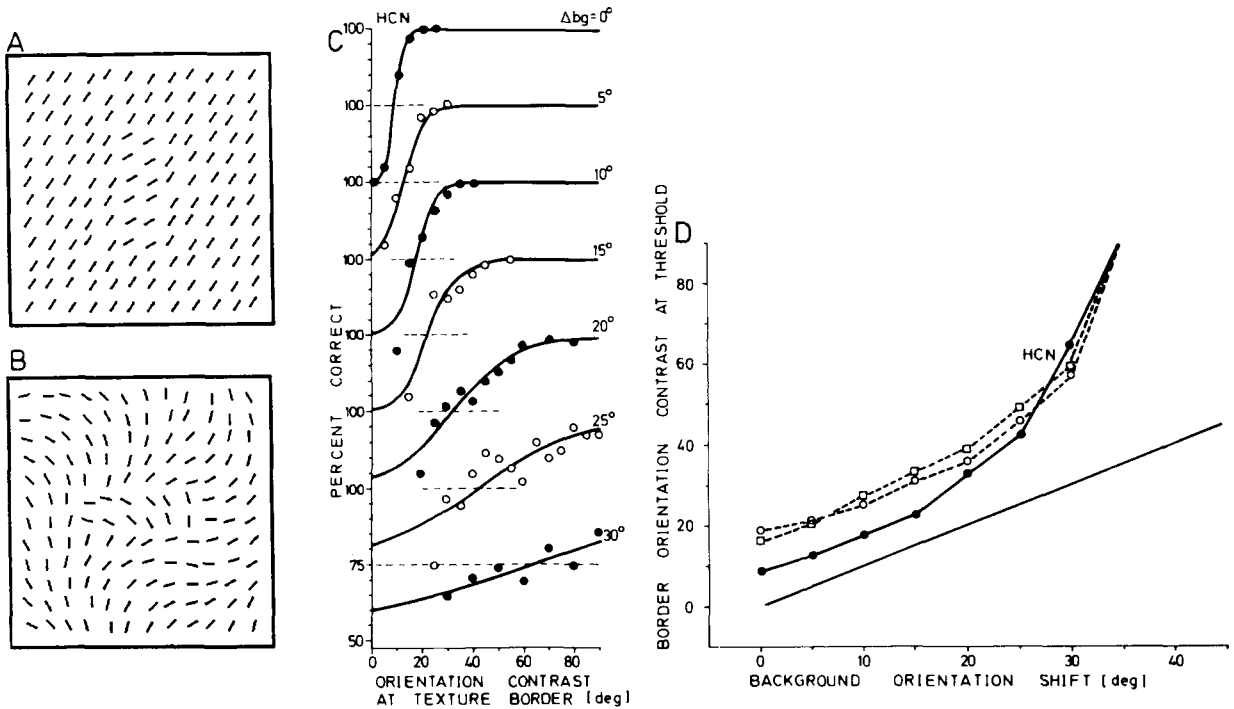 A
B
C
HCN
Δbg=0°
5°
10°
15°
20°
25°
30°
100
100
100
100
100
100
100
75
50
PERCENT CORRECT
0 20 40 60 80
ORIENTATION CONTRAST
AT TEXTURE BORDER [deg]
D
HCN
BORDER ORIENTATION CONTRAST AT THRESHOLD
80
60
40
20
0
0 10 20 30 40
BACKGROUND ORIENTATION SHIFT [deg]